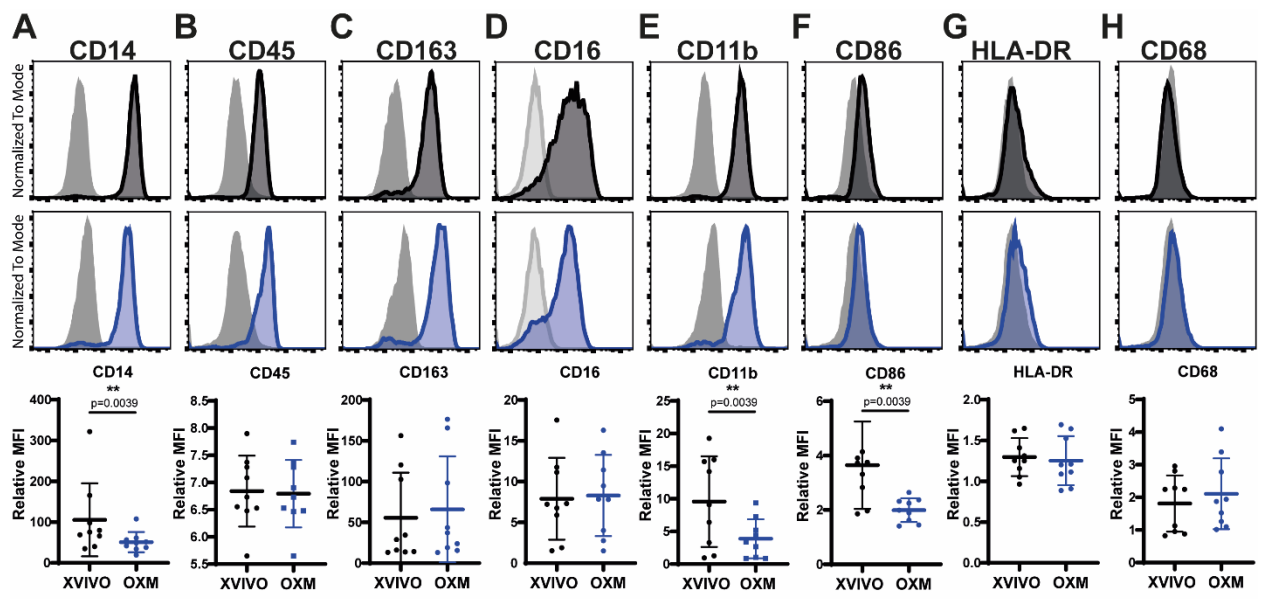 A B C D E F G H
CD14 CD45 CD163 CD16 CD11b CD86 HLA-DR CD68
Normalized To Mode
Normalized To Mode
CD14 CD45 CD163 CD16 CD11b CD86 HLA-DR CD68
** ** **
p=0.0039 p=0.0039 p=0.0039
Relative MFI
400
300
200
100
0
XVIVO OXM
Relative MFI
8.5
8.0
7.5
7.0
6.5
6.0
5.5
XVIVO OXM
Relative MFI
200
150
100
50
0
XVIVO OXM
Relative MFI
20
15
10
5
0
XVIVO OXM
Relative MFI
25
20
15
10
5
0
XVIVO OXM
Relative MFI
6
4
2
0
XVIVO OXM
Relative MFI
2.0
1.5
1.0
0.5
0.0
XVIVO OXM
Relative MFI
5
4
3
2
1
0
XVIVO OXM